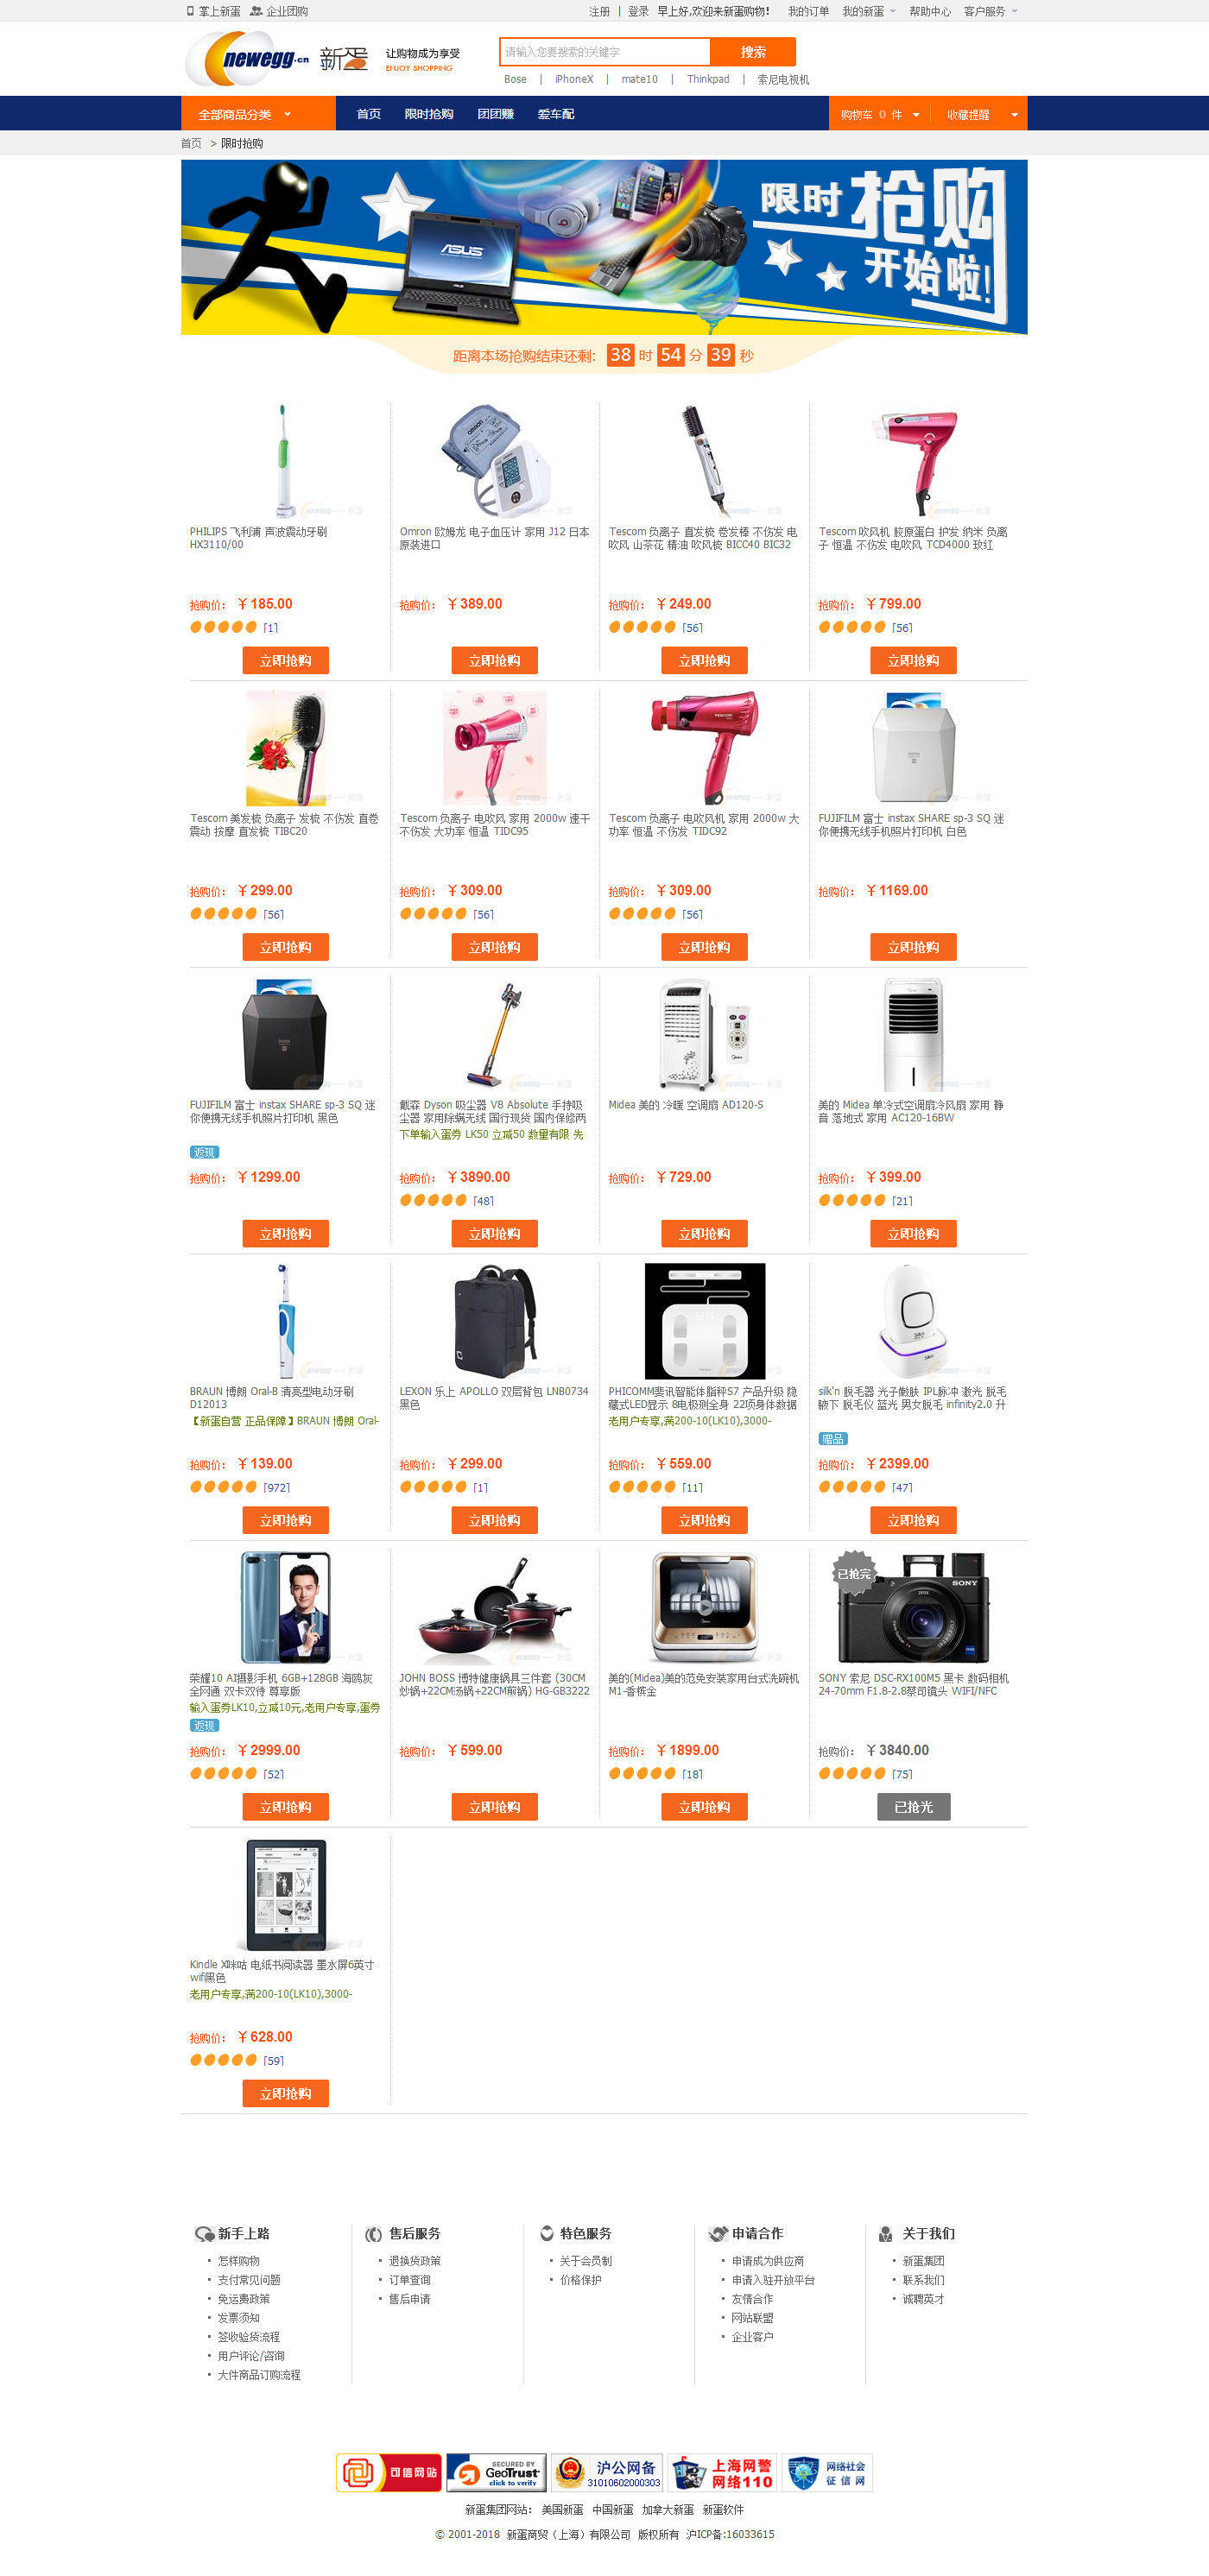 掌上新蛋 企业团购 注册 | 登录 早上好,欢迎来新蛋购物! 我的订单 我的新蛋 帮助中心 客户服务
newegg.cn 新蛋 让购物成为享受
ENJOY SHOPPING
请输入您要搜索的关键字 搜索
Bose | iPhoneX | mate10 | Thinkpad | 索尼电视机
全部商品分类 首页 限时抢购 团团赚 爱车配 购物车 0 件 收藏提醒
首页 > 限时抢购
限时抢购
开始啦!
ASUS
距离本场抢购结束还剩: 38 时 54 分 39 秒
PHILIPS 飞利浦 声波震动牙刷
HX3110/00
抢购价: ¥ 185.00
[1]
立即抢购
Omron 欧姆龙 电子血压计 家用 J12 日本
原装进口
抢购价: ¥ 389.00
立即抢购
Tescom 负离子 直发梳 卷发棒 不伤发 电
吹风 山茶花 精油 吹风梳 BICC40 BIC32
抢购价: ¥ 249.00
[56]
立即抢购
Tescom 吹风机 胶原蛋白 护发 纳米 负离
子 恒温 不伤发 电吹风 TCD4000 玫红
抢购价: ¥ 799.00
[56]
立即抢购
Tescom 美发梳 负离子 发梳 不伤发 直卷
震动 按摩 直发梳 TIBC20
抢购价: ¥ 299.00
[56]
立即抢购
Tescom 负离子 电吹风 家用 2000w 速干
不伤发 大功率 恒温 TIDC95
抢购价: ¥ 309.00
[56]
立即抢购
Tescom 负离子 电吹风机 家用 2000w 大
功率 恒温 不伤发 TIDC92
抢购价: ¥ 309.00
[56]
立即抢购
FUJIFILM 富士 instax SHARE sp-3 SQ 迷
你便携无线手机照片打印机 白色
抢购价: ¥ 1169.00
立即抢购
FUJIFILM 富士 instax SHARE sp-3 SQ 迷
你便携无线手机照片打印机 黑色
返现
抢购价: ¥ 1299.00
立即抢购
戴森 Dyson 吸尘器 V8 Absolute 手持吸
尘器 家用除螨无线 国行现货 国内保修两
下单输入蛋券 LK50 立减50 数量有限 先
抢购价: ¥ 3890.00
[48]
立即抢购
Midea 美的 冷暖 空调扇 AD120-S
抢购价: ¥ 729.00
立即抢购
美的 Midea 单冷式空调扇冷风扇 家用 静
音 落地式 家用 AC120-16BW
抢购价: ¥ 399.00
[21]
立即抢购
BRAUN 博朗 Oral-B 清亮型电动牙刷
D12013
【新蛋自营 正品保障】BRAUN 博朗 Oral-
抢购价: ¥ 139.00
[972]
立即抢购
LEXON 乐上 APOLLO 双层背包 LNB0734
黑色
抢购价: ¥ 299.00
[1]
立即抢购
PHICOMM斐讯智能体脂秤S7 产品升级 隐
藏式LED显示 8电极测全身 22项身体数据
老用户专享,满200-10(LK10),3000-
抢购价: ¥ 559.00
[11]
立即抢购
silk'n 脱毛器 光子嫩肤 IPL脉冲 激光 脱毛
腋下 脱毛仪 蓝光 男女脱毛 infinity2.0 升
赠品
抢购价: ¥ 2399.00
[47]
立即抢购
荣耀10 AI摄影手机 6GB+128GB 海鸥灰
全网通 双卡双待 尊享版
输入蛋券LK10,立减10元,老用户专享,蛋券
返现
抢购价: ¥ 2999.00
[52]
立即抢购
JOHN BOSS 博特健康锅具三件套 (30CM
炒锅+22CM汤锅+22CM煎锅) HG-GB3222
抢购价: ¥ 599.00
立即抢购
美的(Midea)美的范免安装家用台式洗碗机
M1-香槟金
抢购价: ¥ 1899.00
[18]
立即抢购
已抢完
SONY
SONY 索尼 DSC-RX100M5 黑卡 数码相机
24-70mm F1.8-2.8蔡司镜头 WIFI/NFC
抢购价: ¥ 3840.00
[75]
已抢光
Kindle X咪咕 电纸书阅读器 墨水屏6英寸
wifi黑色
老用户专享,满200-10(LK10),3000-
抢购价: ¥ 628.00
[59]
立即抢购
新手上路
怎样购物
支付常见问题
免运费政策
发票须知
签收验货流程
用户评论/咨询
大件商品订购流程
售后服务
退换货政策
订单查询
售后申请
特色服务
关于会员制
价格保护
申请合作
申请成为供应商
申请入驻开放平台
友情合作
网站联盟
企业客户
关于我们
新蛋集团
联系我们
诚聘英才
可信网站
SECURED BY
GeoTrust
click to verify
沪公网备
31010602000303
上海网警
网络110
网络社会
征信网
新蛋集团网站: 美国新蛋 中国新蛋 加拿大新蛋 新蛋软件
© 2001-2018 新蛋商贸(上海)有限公司 版权所有 沪ICP备:16033615